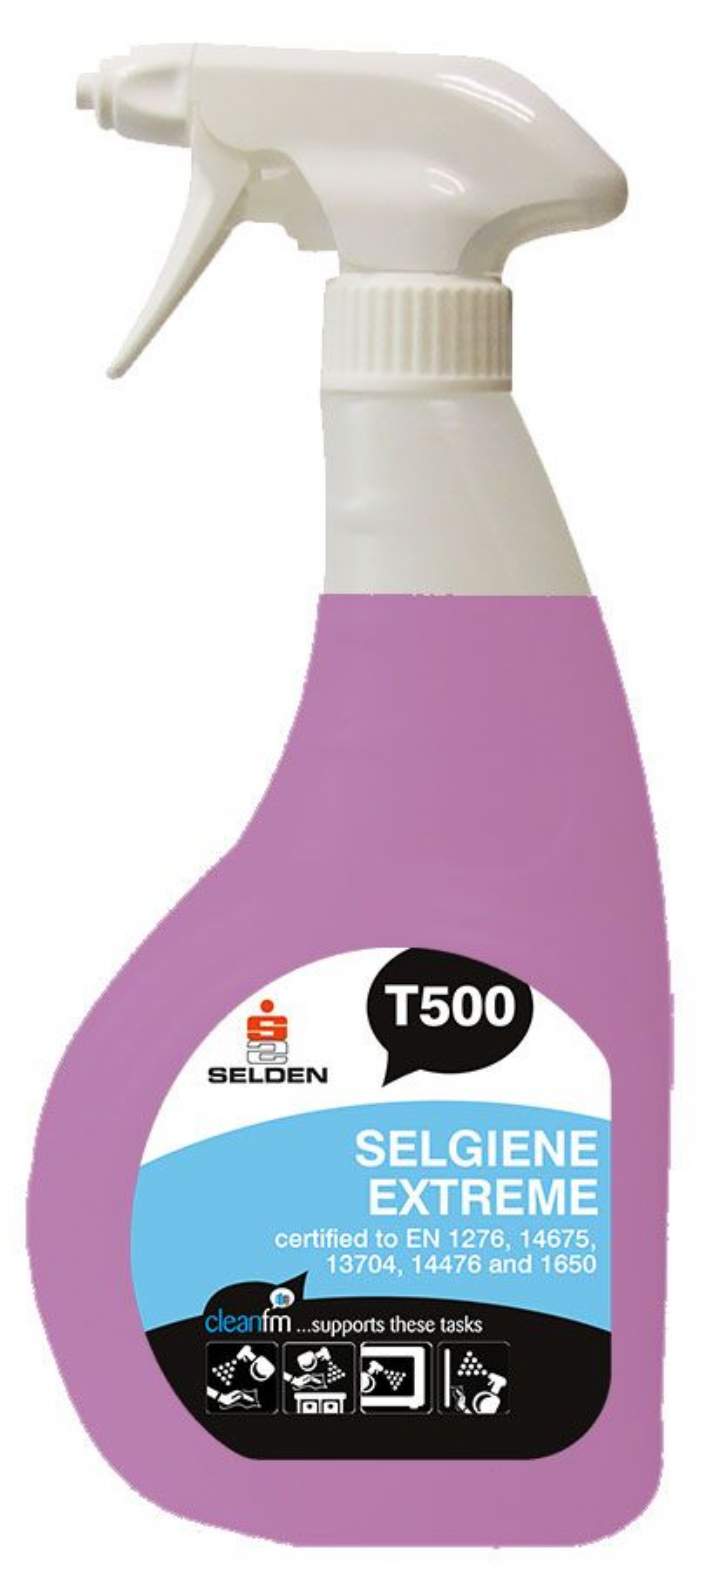 T500
SELDEN
SELGIENE
EXTREME
certified to EN 1276, 14675,
13704, 14476 and 1650
cleanfm ...supports these tasks